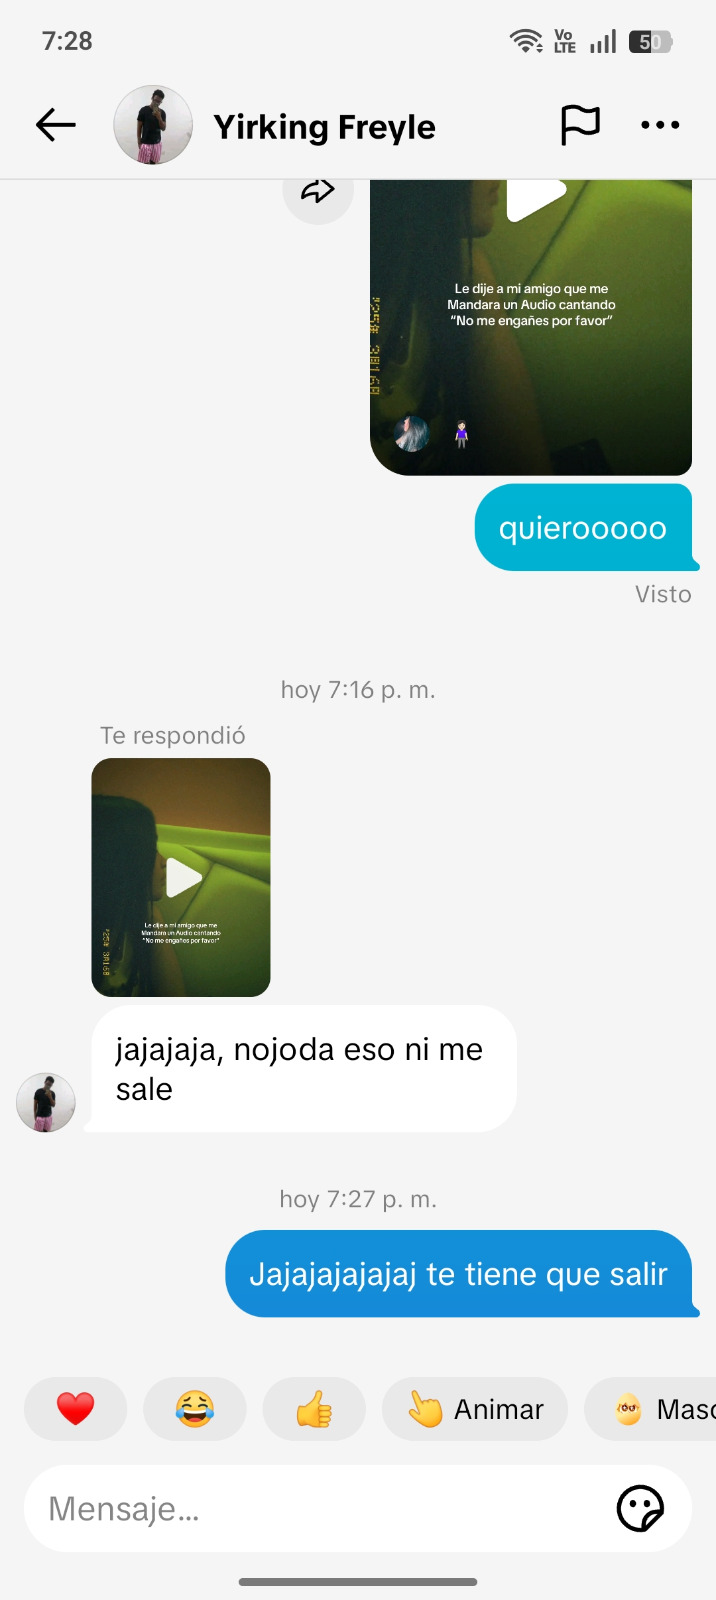 7:28
Vo
LTE
50
Yirking Freyle
Le dije a mi amigo que me
Mandara un Audio cantando
"No me engañes por favor"
quierooooo
Visto
hoy 7:16 p. m.
Te respondió
Le dije a mi amigo que me
Mandara un Audio cantando
"No me engañes por favor"
jajajaja, nojoda eso ni me
sale
hoy 7:27 p. m.
Jajajajajajaj te tiene que salir
Animar
Masc
Mensaje...